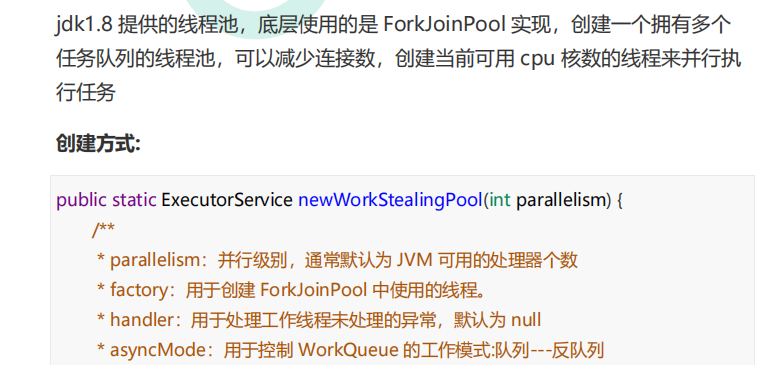 jdk1.8 提供的线程池，底层使用的是 ForkJoinPool 实现，创建一个拥有多个
任务队列的线程池，可以减少连接数，创建当前可用 cpu 核数的线程来并行执
行任务
创建方式:
public static ExecutorService newWorkStealingPool(int parallelism) {
/**
* parallelism：并行级别，通常默认为 JVM 可用的处理器个数
* factory：用于创建 ForkJoinPool 中使用的线程。
* handler：用于处理工作线程未处理的异常，默认为 null
* asyncMode：用于控制 WorkQueue 的工作模式:队列---反队列